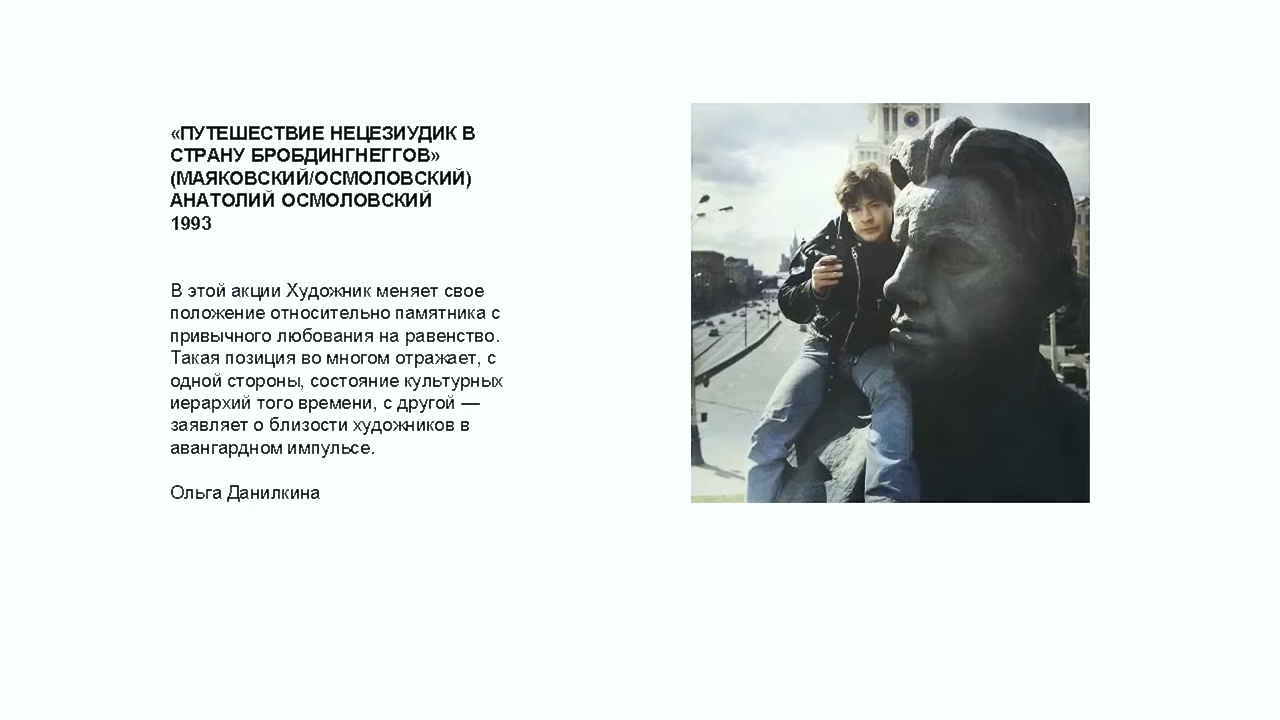 «ПУТЕШЕСТВИЕ НЕЦЕЗИУДИК В
СТРАНУ БРОБДИНГНЕГГОВ»
(МАЯКОВСКИЙ/ОСМОЛОВСКИЙ)
АНАТОЛИЙ ОСМОЛОВСКИЙ
1993
В этой акции Художник меняет свое
положение относительно памятника с
привычного любования на равенство.
Такая позиция во многом отражает, с
одной стороны, состояние культурных
иерархий того времени, с другой —
заявляет о близости художников в
авангардном импульсе.
Ольга Данилкина